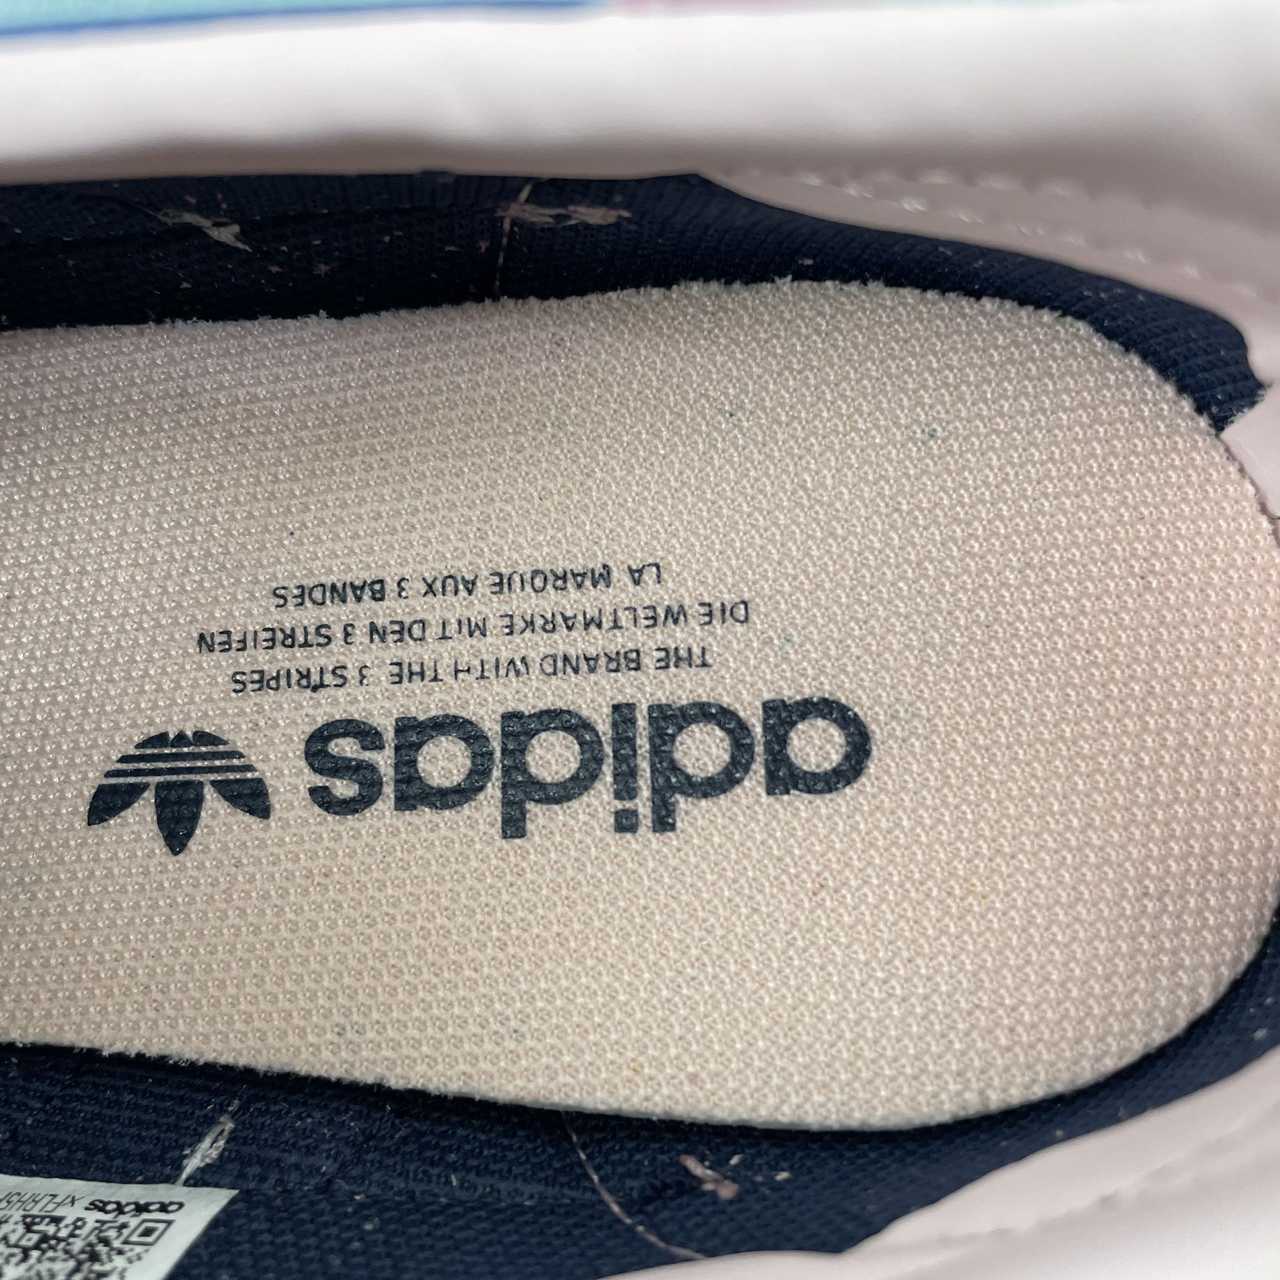 adidas
THE BRAND WITH THE 3 STRIPES
DIE WELTMARKE MIT DEN 3 STREIFEN
LA MARQUE AUX 3 BANDES
adidas